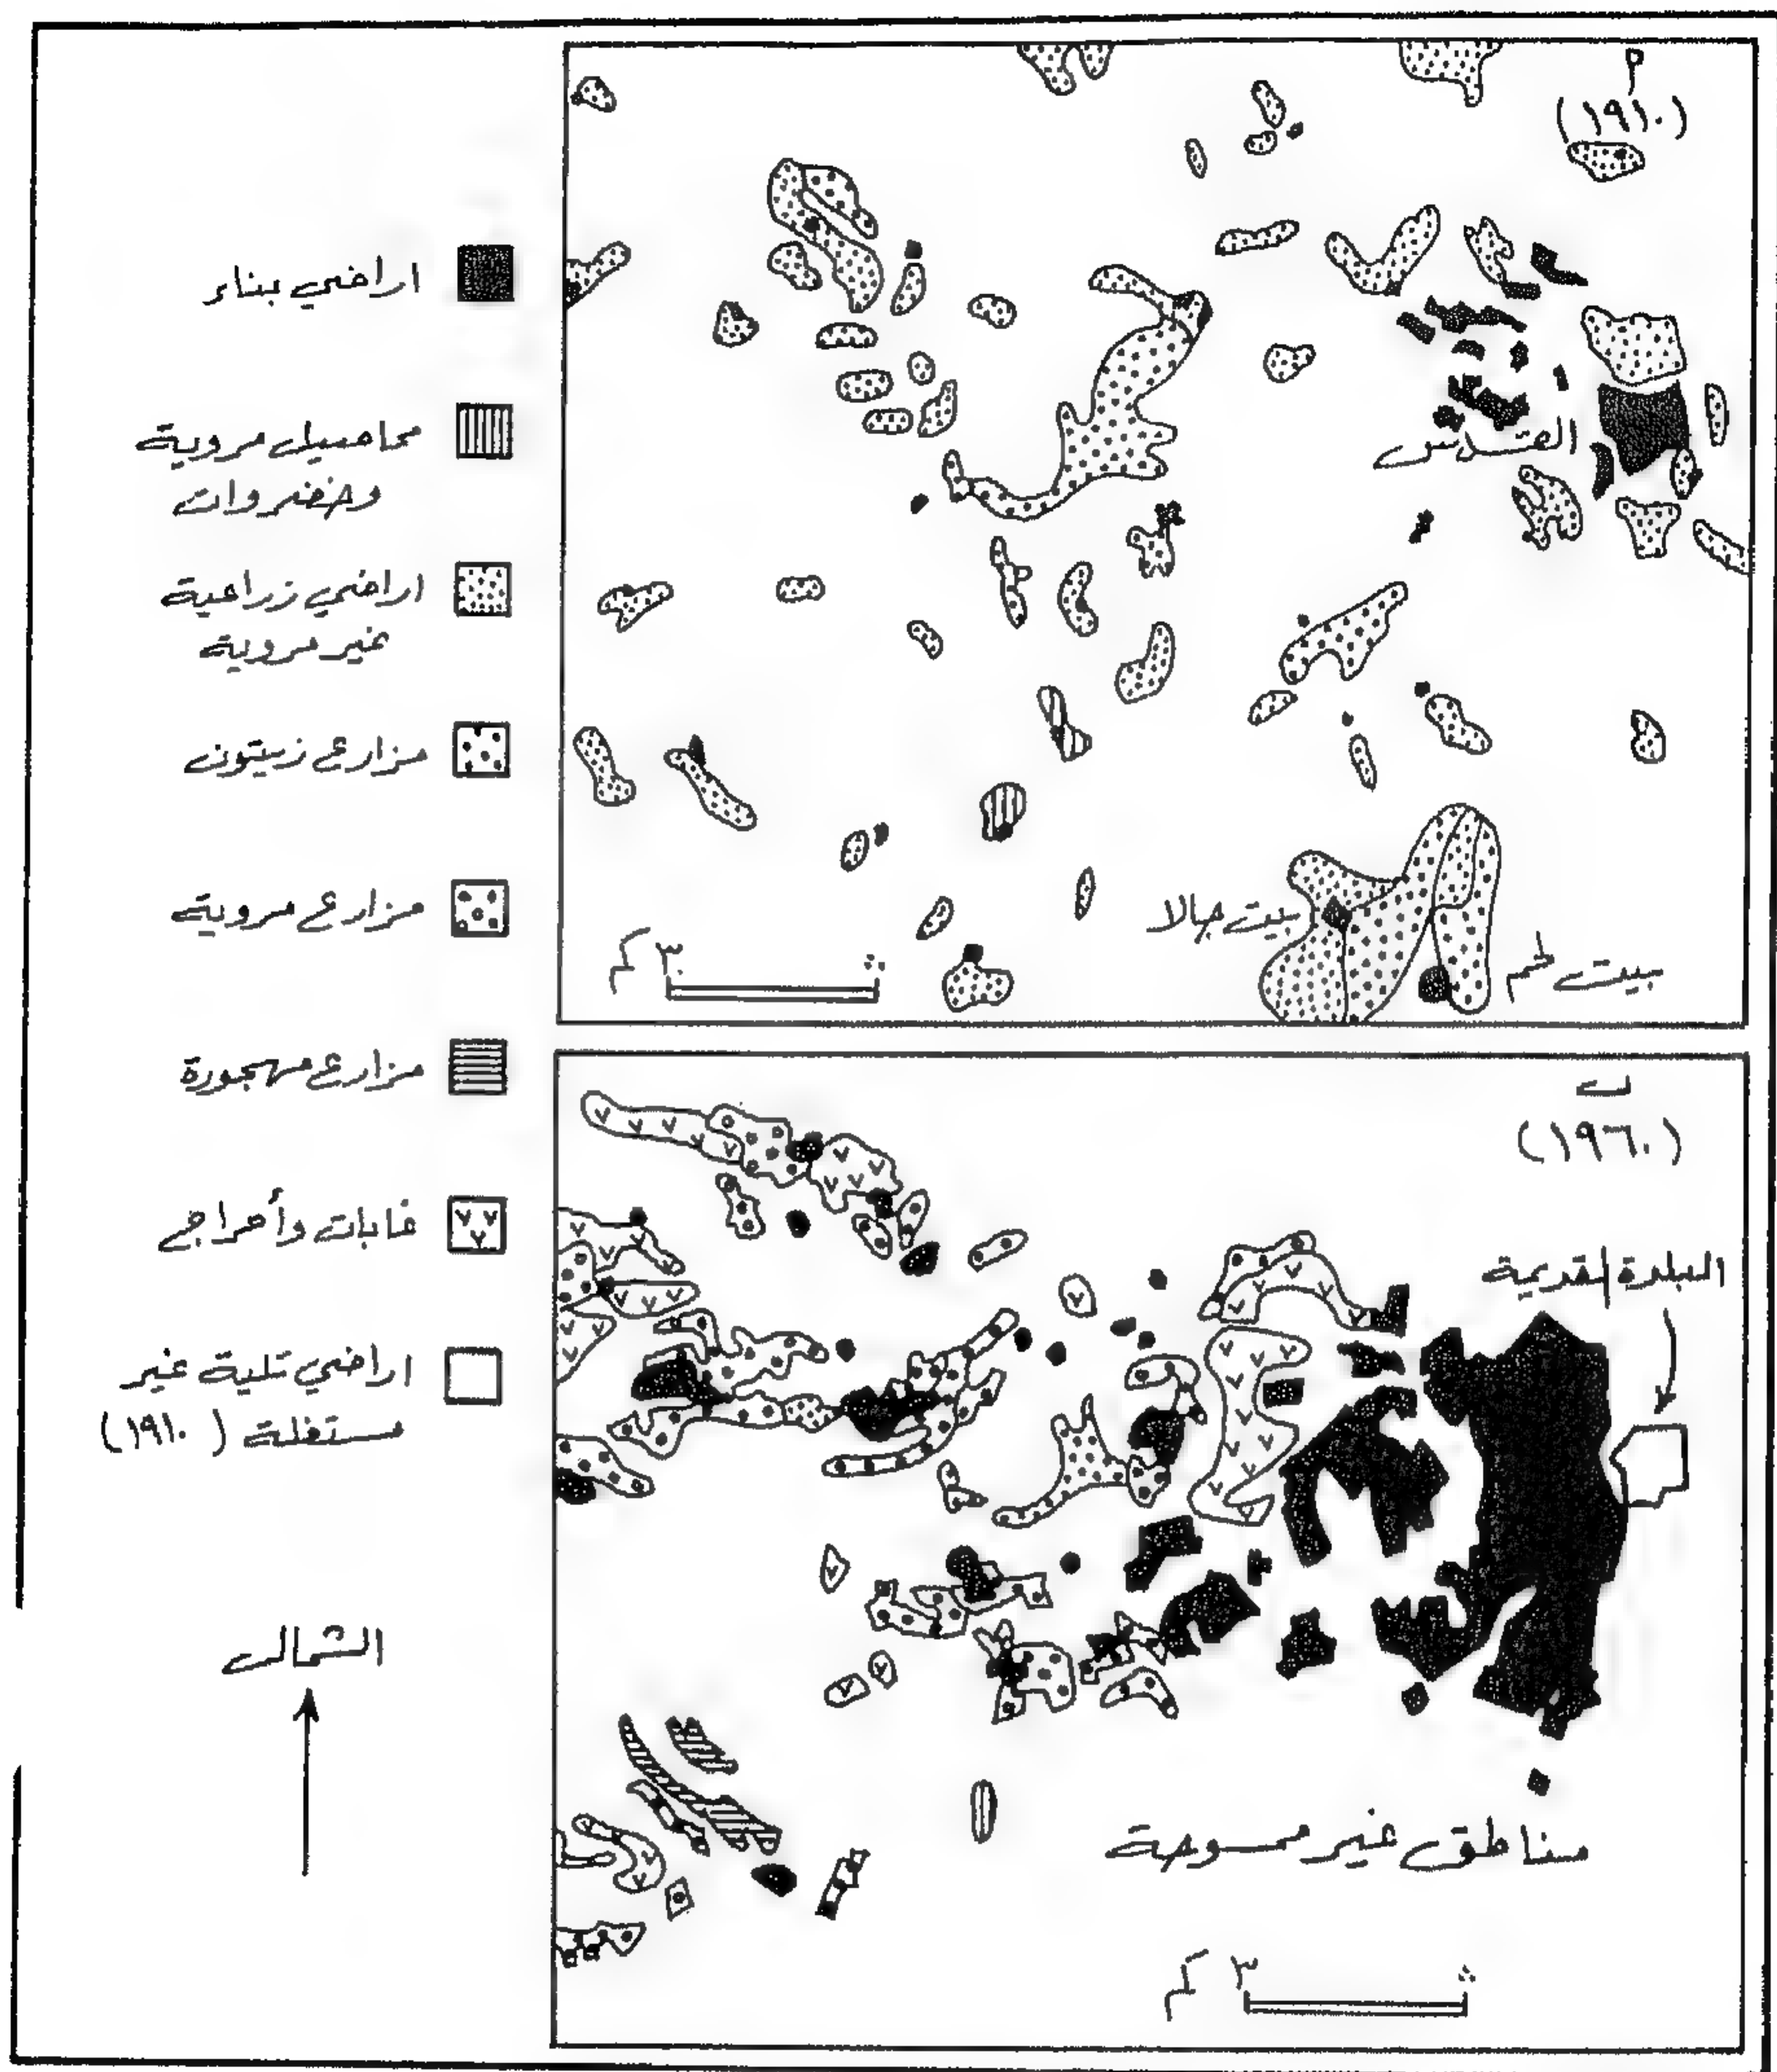 أ
(١٩١٠)
القدس
بيت جالا
بيت لحم
٣ كم ٠
ب
(١٩٦٠)
البلدة القديمة
مناطق غير ممسوحة
٣ كم ٠
اراضي بناء
محاصيل مروية
وخضروات
اراضي زراعية
غير مروية
مزارع زيتون
مزارع مروية
مزارع مهجورة
غابات وأحراج
اراضي تلية غير
مستغلة (١٩١٠)
الشمال